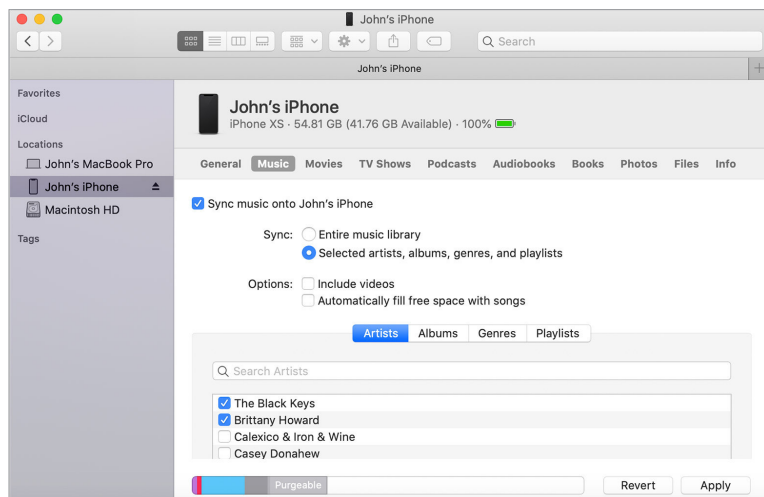 John's iPhone
Search
John's iPhone
Favorites
iCloud
Locations
John's MacBook Pro
John's iPhone
Macintosh HD
Tags
John's iPhone
iPhone XS · 54.81 GB (41.76 GB Available) · 100%
General Music Movies TV Shows Podcasts Audiobooks Books Photos Files Info
Sync music onto John's iPhone
Sync: Entire music library
Selected artists, albums, genres, and playlists
Options: Include videos
Automatically fill free space with songs
Artists Albums Genres Playlists
Search Artists
The Black Keys
Brittany Howard
Calexico & Iron & Wine
Casey Donahew
Purgeable Revert Apply